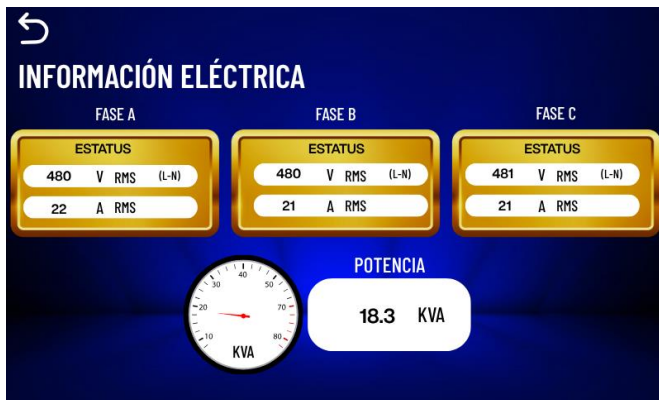 INFORMACIÓN ELÉCTRICA
FASE A
ESTATUS
480 V RMS (L-N)
22 A RMS
FASE B
ESTATUS
480 V RMS (L-N)
21 A RMS
FASE C
ESTATUS
481 V RMS (L-N)
21 A RMS
10 20 30 40 50 70 80
KVA
POTENCIA
18.3 KVA